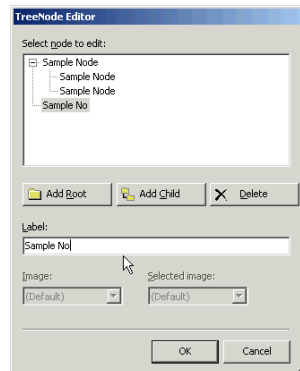 TreeNode Editor
Select node to edit:
Sample Node
Sample Node
Sample Node
Sample No
Add Root
Add Child
Delete
Label:
Sample No
Image:
Selected image:
(Default)
(Default)
OK
Cancel